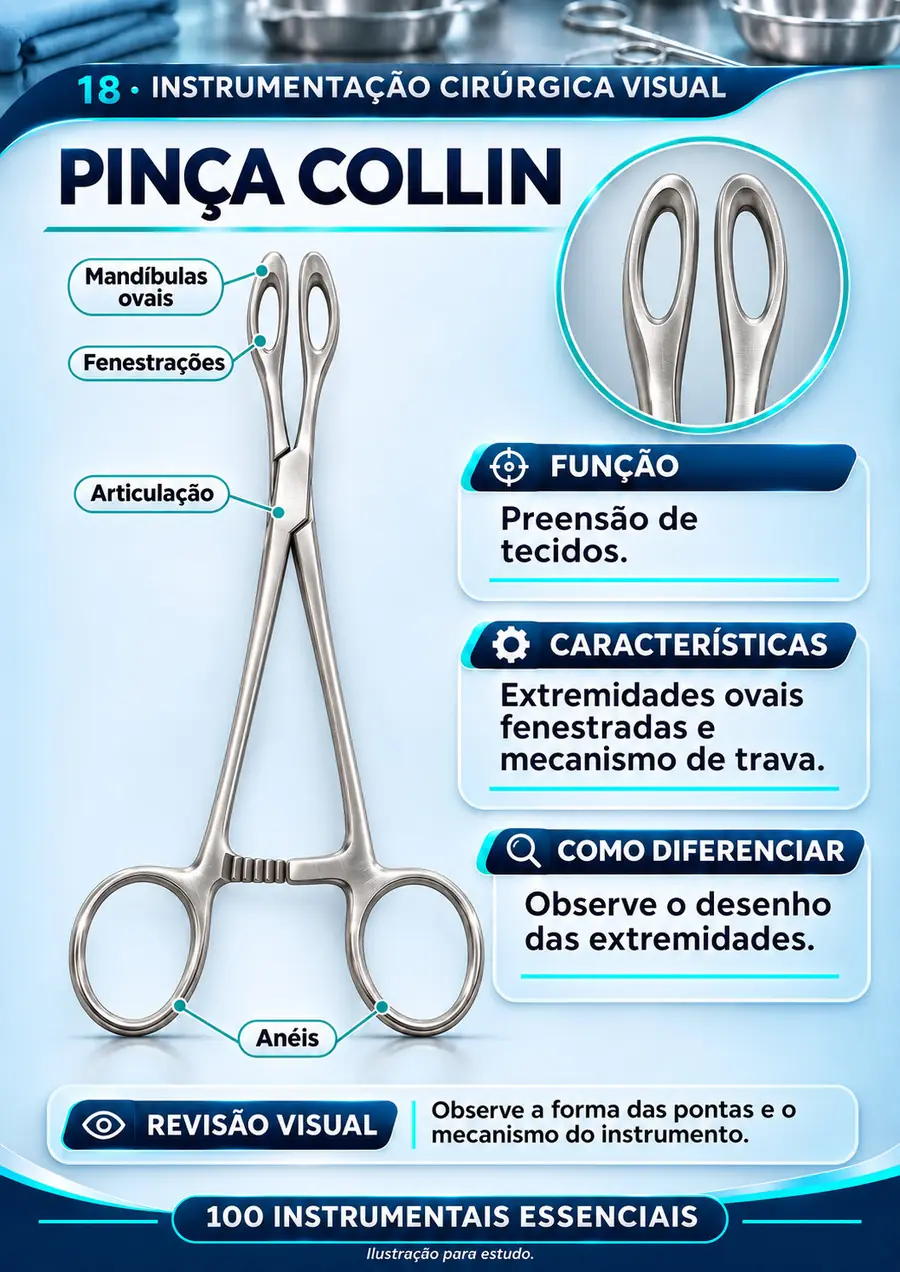 18 · INSTRUMENTAÇÃO CIRÚRGICA VISUAL
PINÇA COLLIN
Mandíbulas
ovais
Fenestrações
Articulação
Anéis
FUNÇÃO
Preensão de
tecidos.
CARACTERÍSTICAS
Extremidades ovais
fenestradas e
mecanismo de trava.
COMO DIFERENCIAR
Observe o desenho
das extremidades.
REVISÃO VISUAL
Observe a forma das pontas e o
mecanismo do instrumento.
100 INSTRUMENTAIS ESSENCIAIS
Ilustração para estudo.